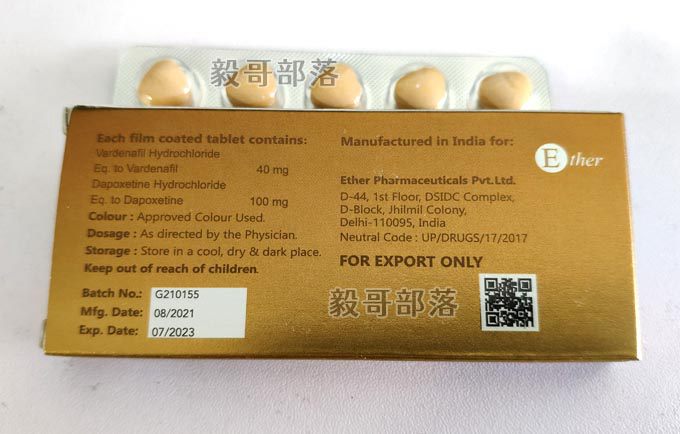 毅哥部落
Each film coated tablet contains:
Vardenafil Hydrochloride
Eq. to Vardenafil 40 mg
Dapoxetine Hydrochloride
Eq. to Dapoxetine 100 mg
Colour : Approved Colour Used.
Dosage : As directed by the Physician.
Storage : Store in a cool, dry & dark place.
Keep out of reach of children.
Batch No.: G210155
Mfg. Date: 08/2021
Exp. Date: 07/2023
Manufactured in India for:
Ether
Ether Pharmaceuticals Pvt.Ltd.
D-44, 1st Floor, DSIDC Complex,
D-Block, Jhilmil Colony,
Delhi-110095, India
Neutral Code : UP/DRUGS/17/2017
FOR EXPORT ONLY
毅哥部落